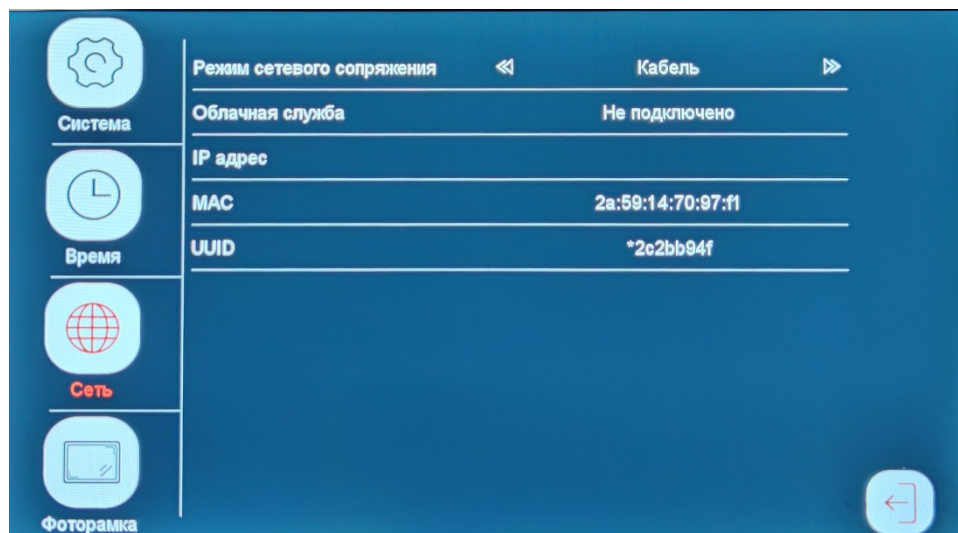 Система
Время
Сеть
Фоторамка
Режим сетевого сопряжения Кабель
Облачная служба Не подключено
IP адрес
MAC 2a:59:14:70:97:f1
UUID *2c2bb94f